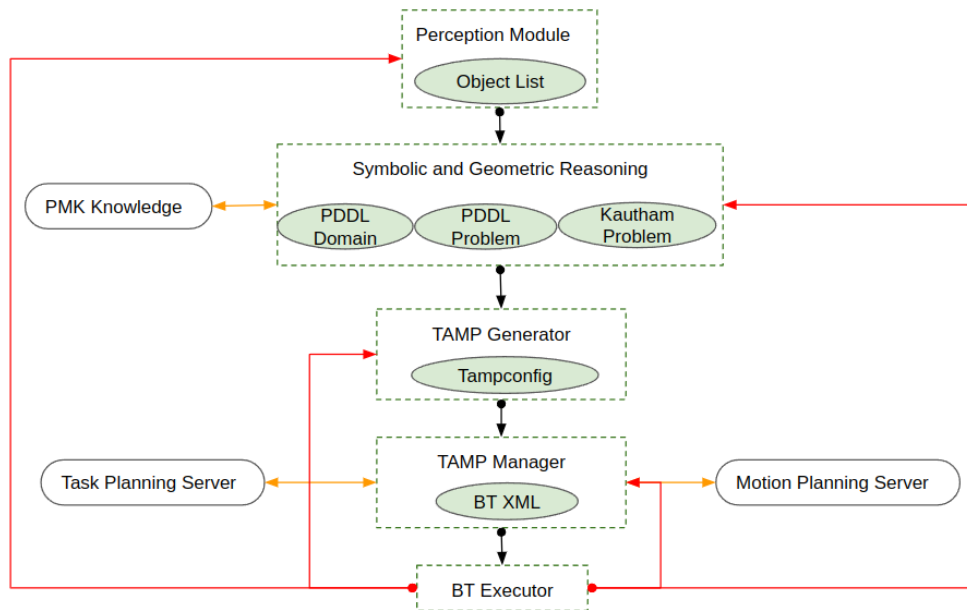 Perception Module
Object List
Symbolic and Geometric Reasoning
PMK Knowledge
PDDL
Domain
PDDL
Problem
Kautham
Problem
TAMP Generator
Tampconfig
TAMP Manager
Task Planning Server
BT XML
Motion Planning Server
BT Executor